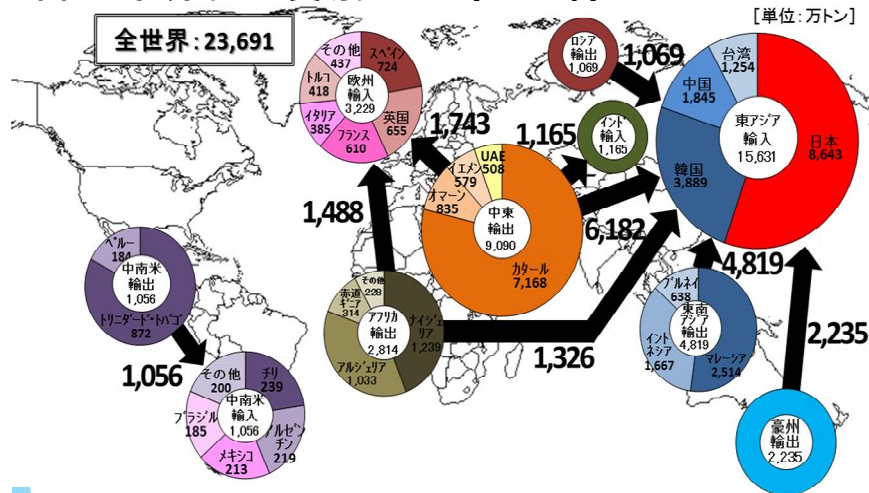 [単位:万トン]
全世界:23,691
その他
437
スペイン
724
トルコ
418
欧州
輸入
3,229
イタリア
385
英国
655
フランス
610
ロシア
輸出
1,069
1,069
台湾
1,254
中国
1,845
東アジア
輸入
15,631
日本
8,643
韓国
3,889
1,743
1,165
インド
輸入
1,165
UAE
508
イエメン
579
オマーン
835
中東
輸出
9,090
カタール
7,168
1,488
6,182
ペルー
184
中南米
輸出
1,056
トリニダード・トバゴ
872
その他
228
赤道
ギニア
314
アフリカ
輸出
2,814
ナイジェ
リア
1,239
アルジェリア
1,033
1,326
4,819
ブルネイ
638
東南
アジア
輸出
4,819
インド
ネシア
1,667
マレーシア
2,514
2,235
1,056
その他
200
チリ
239
中南米
輸入
1,056
ブラジル
185
アルゼン
チン
219
メキシコ
213
豪州
輸出
2,235